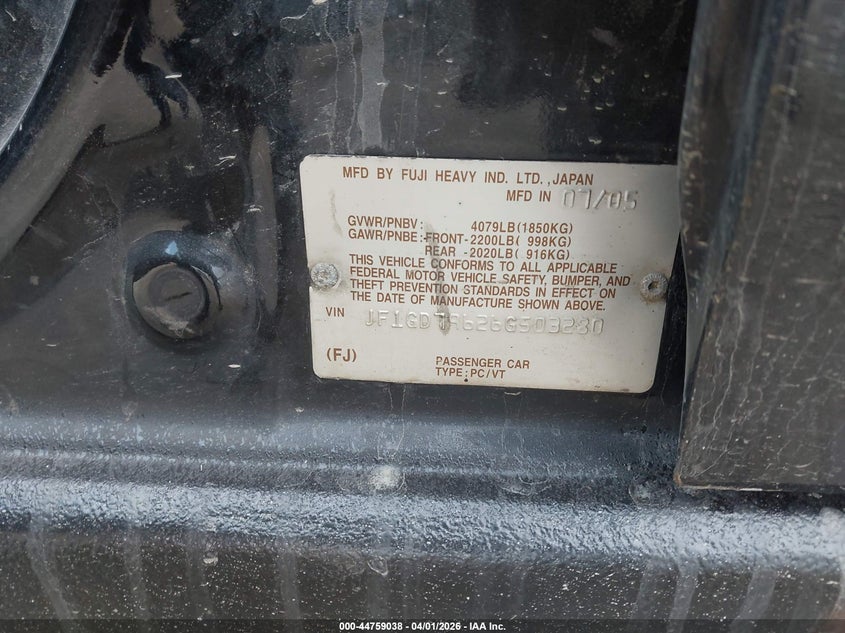 MFD BY FUJI HEAVY IND. LTD., JAPAN
MFD IN 07/05
GVWR/PNBV: 4079LB(1850KG)
GAWR/PNBE:FRONT-2200LB( 998KG)
REAR -2020LB( 916KG)
THIS VEHICLE CONFORMS TO ALL APPLICABLE
FEDERAL MOTOR VEHICLE SAFETY, BUMPER, AND
THEFT PREVENTION STANDARDS IN EFFECT ON
THE DATE OF MANUFACTURE SHOWN ABOVE.
VIN JF1GD79626G503280
(FJ)
PASSENGER CAR
TYPE:PC/VT
000-44759038 - 04/01/2026 - IAA Inc.